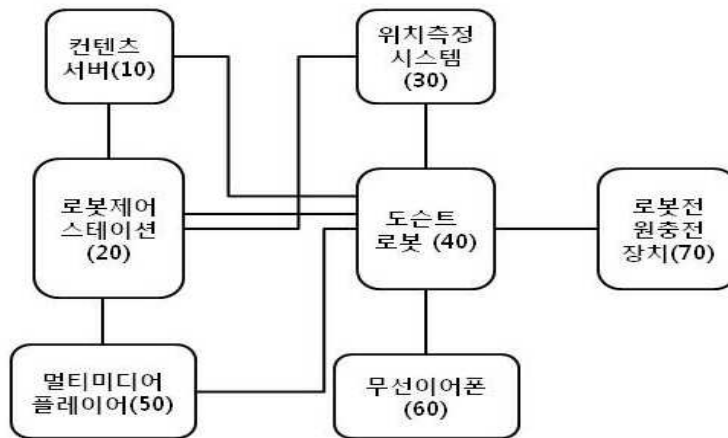 컨텐츠
서버(10)
위치측정
시스템
(30)
로봇제어
스테이션
(20)
도슨트
로봇 (40)
로봇전
원충전
장치(70)
멀티미디어
플레이어(50)
무선이어폰
(60)